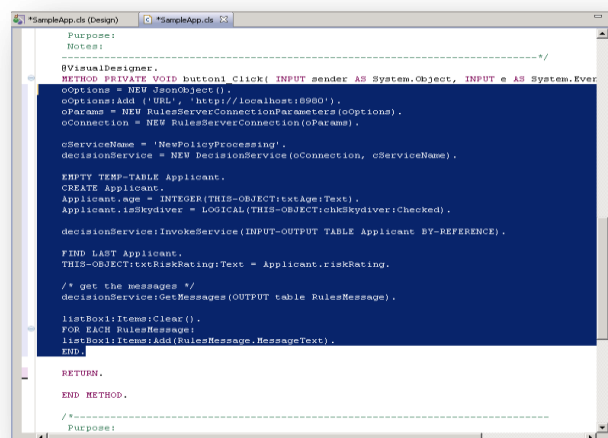 *SampleApp.cls (Design)
*SampleApp.cls
Purpose:
Notes:
------------------------------------------------------------------------------*/
@VisualDesigner.
METHOD PRIVATE VOID button1_Click( INPUT sender AS System.Object, INPUT e AS System.Even
oOptions = NEW JsonObject().
oOptions:Add ('URL', 'http://localhost:8980').
oParams = NEW RulesServerConnectionParameters(oOptions).
oConnection = NEW RulesServerConnection(oParams).
cServiceName = 'NewPolicyProcessing'.
decisionService = NEW DecisionService(oConnection, cServiceName).
EMPTY TEMP-TABLE Applicant.
CREATE Applicant.
Applicant.age = INTEGER(THIS-OBJECT:txtAge:Text).
Applicant.isSkydiver = LOGICAL(THIS-OBJECT:chkSkydiver:Checked).
decisionService:InvokeService(INPUT-OUTPUT TABLE Applicant BY-REFERENCE).
FIND LAST Applicant.
THIS-OBJECT:txtRiskRating:Text = Applicant.riskRating.
/* get the messages */
decisionService:GetMessages(OUTPUT table RulesMessage).
listBox1:Items:Clear().
FOR EACH RulesMessage:
listBox1:Items:Add(RulesMessage.MessageText).
END.
RETURN.
END METHOD.
/*------------------------------------------------------------------------------
Purpose: